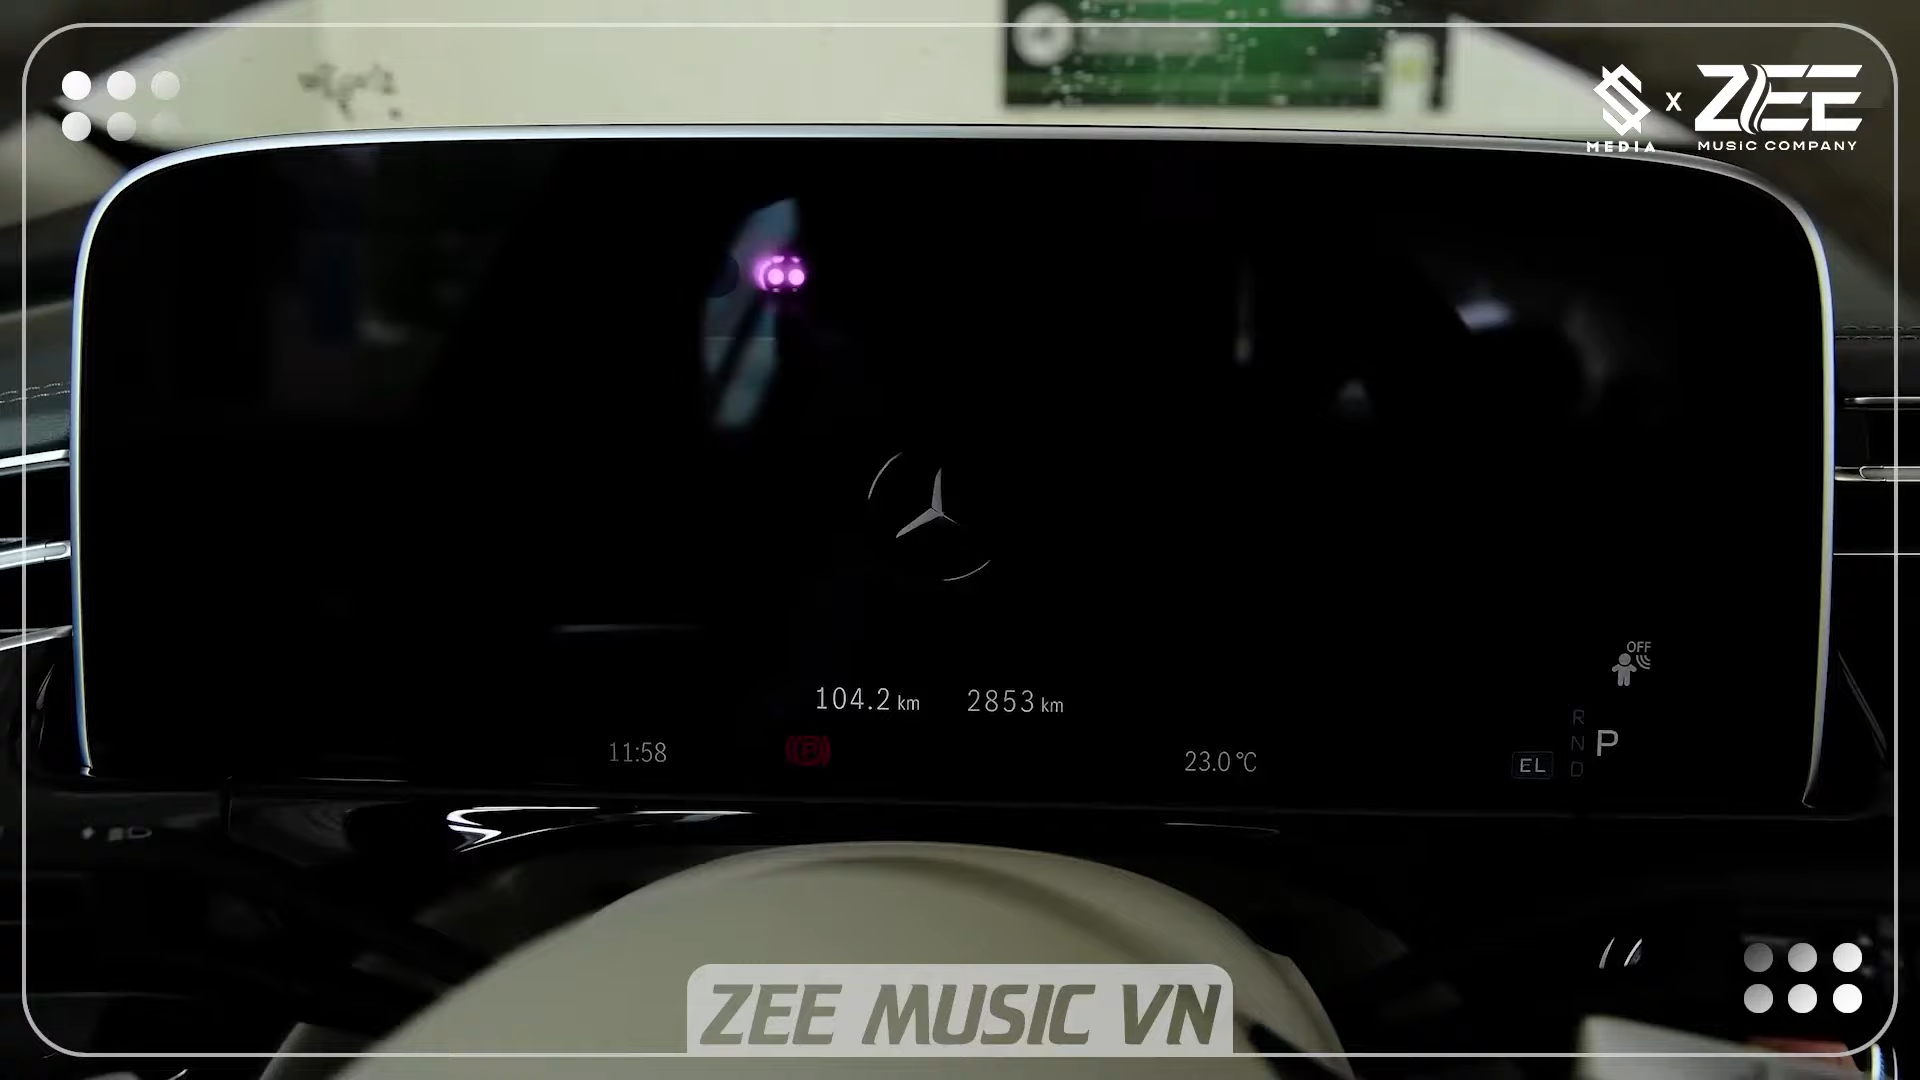 X ZEE
MEDIA MUSIC COMPANY
OFF
104.2 km 2853 km
R
N P
D
11:58 23.0 °C EL
ZEE MUSIC VN